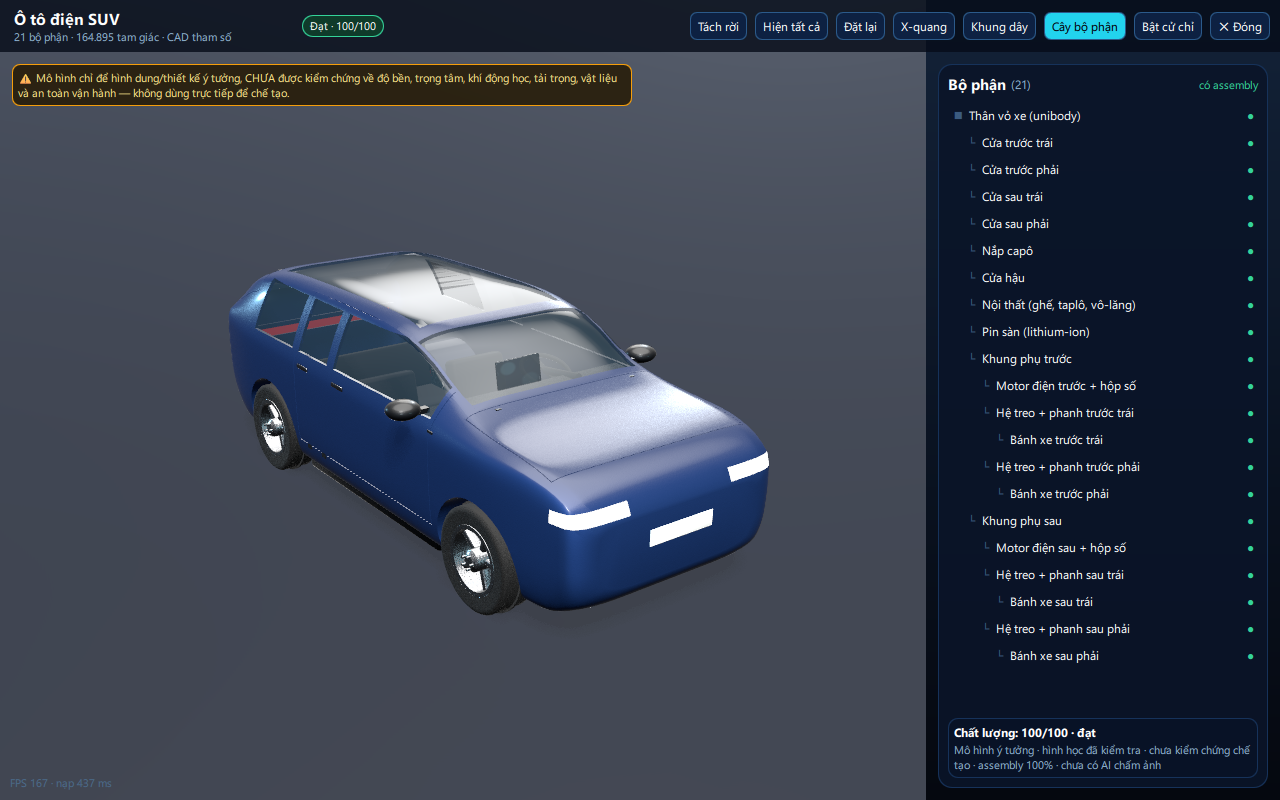 Ô tô điện SUV
21 bộ phận · 164.895 tam giác · CAD tham số
Đạt · 100/100
Tách rời
Hiện tất cả
Đặt lại
X-quang
Khung dây
Cây bộ phận
Bật cử chỉ
✕ Đóng
⚠ Mô hình chỉ để hình dung/thiết kế ý tưởng, CHƯA được kiểm chứng về độ bền, trọng tâm, khí động học, tải trọng, vật liệu
và an toàn vận hành — không dùng trực tiếp để chế tạo.
Bộ phận (21)
có assembly
Thân vỏ xe (unibody)
Cửa trước trái
Cửa trước phải
Cửa sau trái
Cửa sau phải
Nắp capô
Cửa hậu
Nội thất (ghế, taplô, vô-lăng)
Pin sàn (lithium-ion)
Khung phụ trước
Motor điện trước + hộp số
Hệ treo + phanh trước trái
Bánh xe trước trái
Hệ treo + phanh trước phải
Bánh xe trước phải
Khung phụ sau
Motor điện sau + hộp số
Hệ treo + phanh sau trái
Bánh xe sau trái
Hệ treo + phanh sau phải
Bánh xe sau phải
Chất lượng: 100/100 · đạt
Mô hình ý tưởng · hình học đã kiểm tra · chưa kiểm chứng chế
tạo · assembly 100% · chưa có AI chấm ảnh
FPS 167 · nạp 437 ms